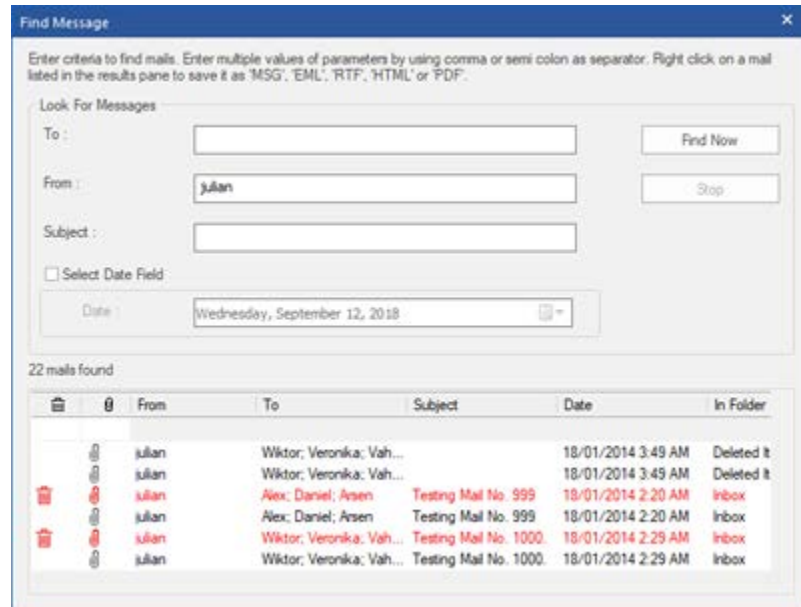 Find Message
Enter criteria to find mails. Enter multiple values of parameters by using comma or semi colon as separator. Right click on a mail
listed in the results pane to save it as 'MSG', 'EML', 'RTF', 'HTML' or 'PDF'.
Look For Messages
To :
Find Now
From :
julian
Stop
Subject :
Select Date Field
Date :
Wednesday, September 12, 2018
22 mails found
From To Subject Date In Folder
julian Wiktor; Veronika; Vah... 18/01/2014 3:49 AM Deleted It
julian Wiktor; Veronika; Vah... 18/01/2014 3:49 AM Deleted It
julian Alex; Daniel; Arsen Testing Mail No. 999 18/01/2014 2:20 AM Inbox
julian Alex; Daniel; Arsen Testing Mail No. 999 18/01/2014 2:20 AM Inbox
julian Wiktor; Veronika; Vah... Testing Mail No. 1000. 18/01/2014 2:29 AM Inbox
julian Wiktor; Veronika; Vah... Testing Mail No. 1000. 18/01/2014 2:29 AM Inbox